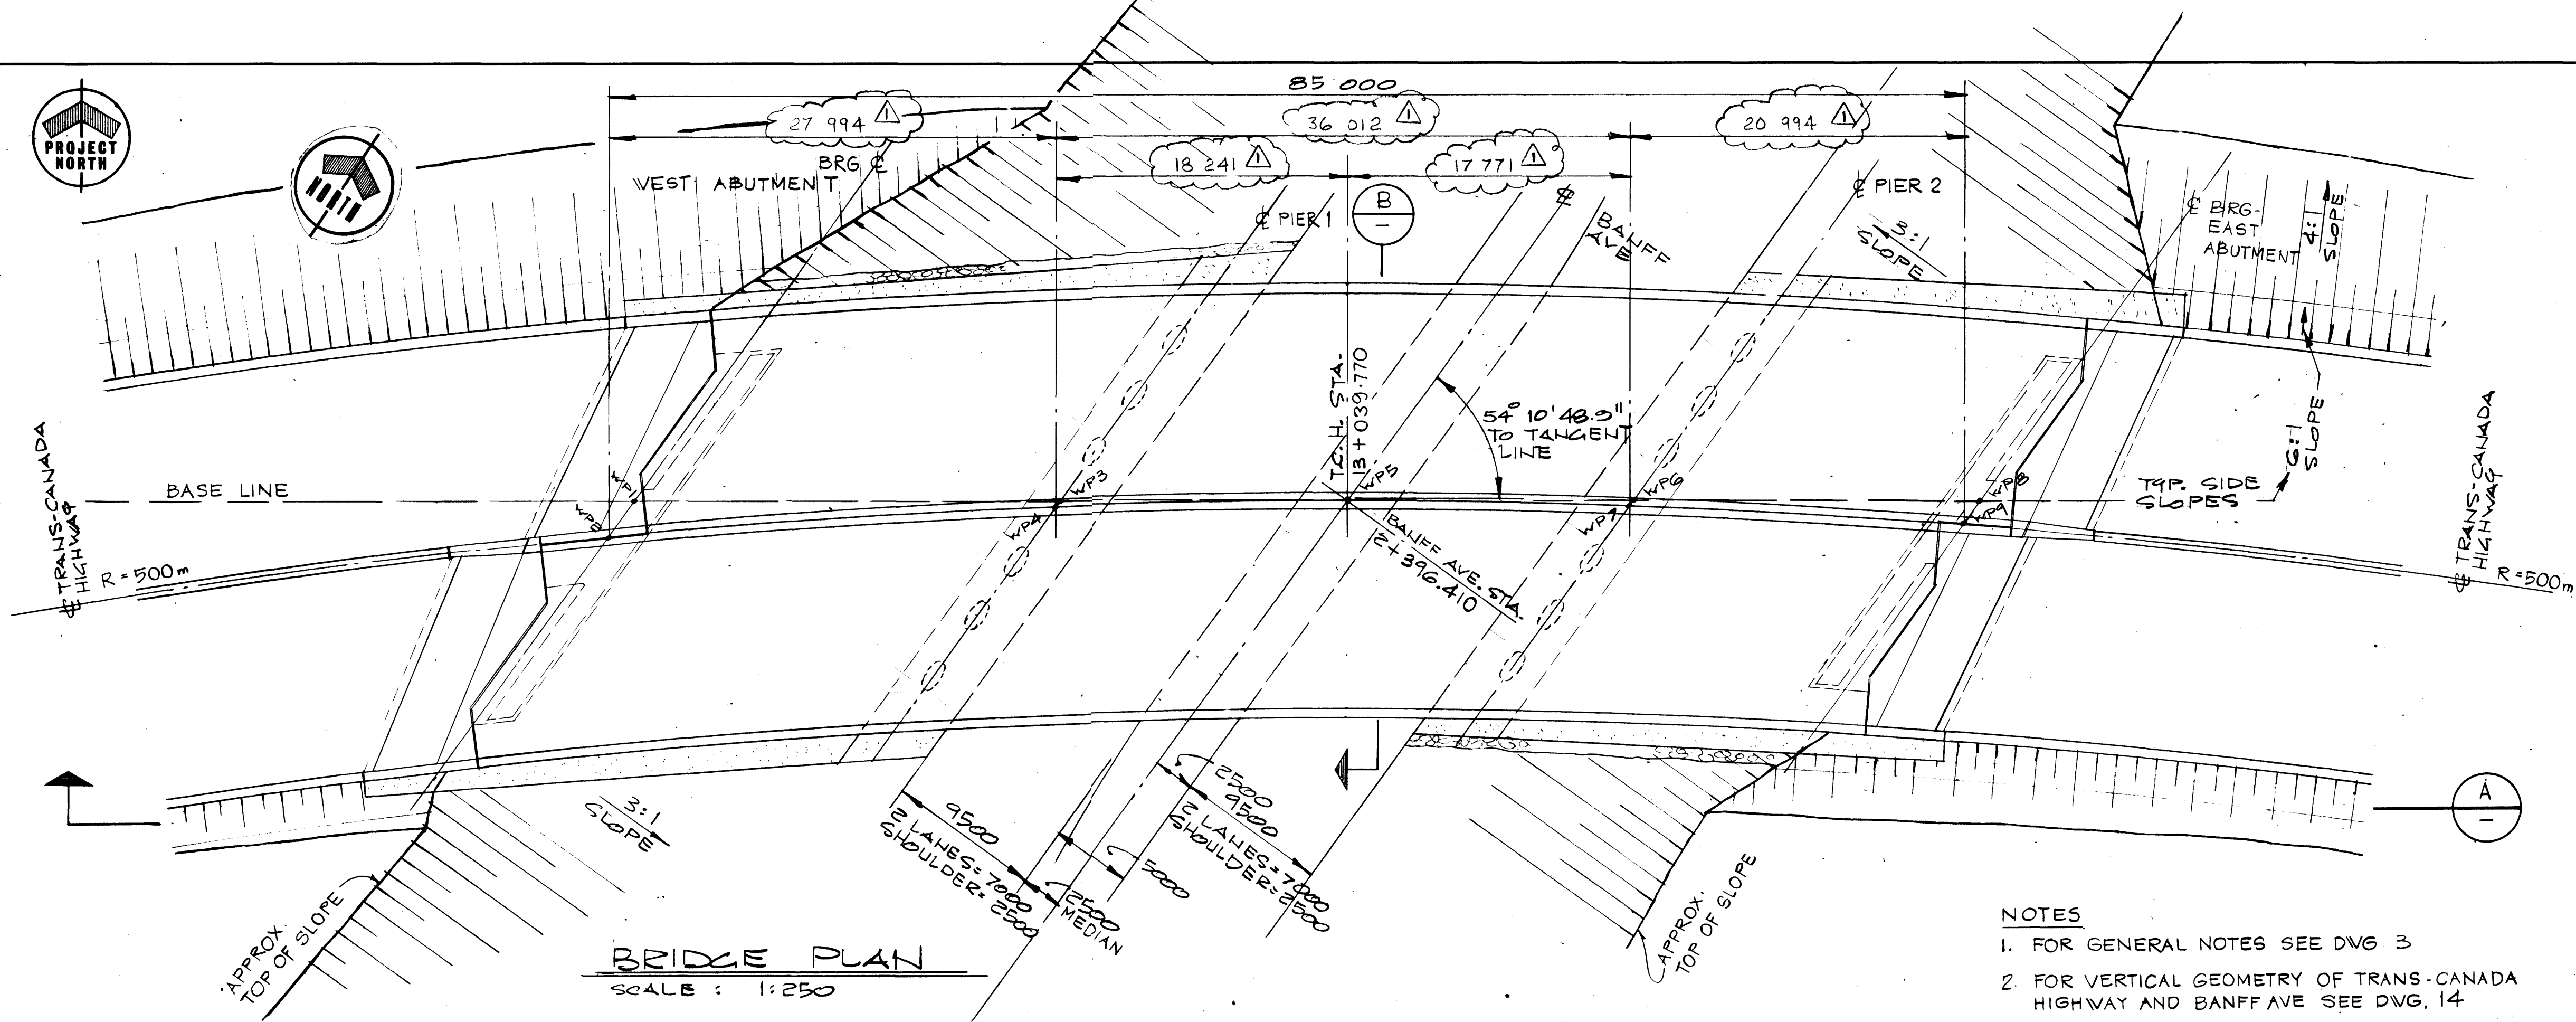 85 000
27 994
1
36 012
1
20 994
1
18 241
1
17 771
1
PROJECT
NORTH
NORTH
BRG ℄
WEST ABUTMENT
℄ PIER 1
B
–
℄
BANFF
AVE
℄ PIER 2
3:1
SLOPE
℄ BRG-
EAST
ABUTMENT
4:1
SLOPE
T.C.H. STA.
13+039.770
54° 10' 48.9"
TO TANGENT
LINE
6:1
SLOPE
℄ TRANS-CANADA
HIGHWAY
BASE LINE
WP1
WP2
WP3
WP4
WP5
WP6
WP7
WP8
WP9
TYP. SIDE
SLOPES
℄ TRANS-CANADA
HIGHWAY
R=500m
R=500m
BANFF AVE. STA.
2+396.410
3:1
SLOPE
9500
2 LANES=7000
SHOULDER=2500
2500
MEDIAN
5000
2500
9500
2 LANES=7000
SHOULDER=2500
A
–
APPROX.
TOP OF SLOPE
APPROX.
TOP OF SLOPE
BRIDGE PLAN
SCALE : 1:250
NOTES
1. FOR GENERAL NOTES SEE DWG 3
2. FOR VERTICAL GEOMETRY OF TRANS-CANADA
HIGHWAY AND BANFF AVE SEE DWG. 14